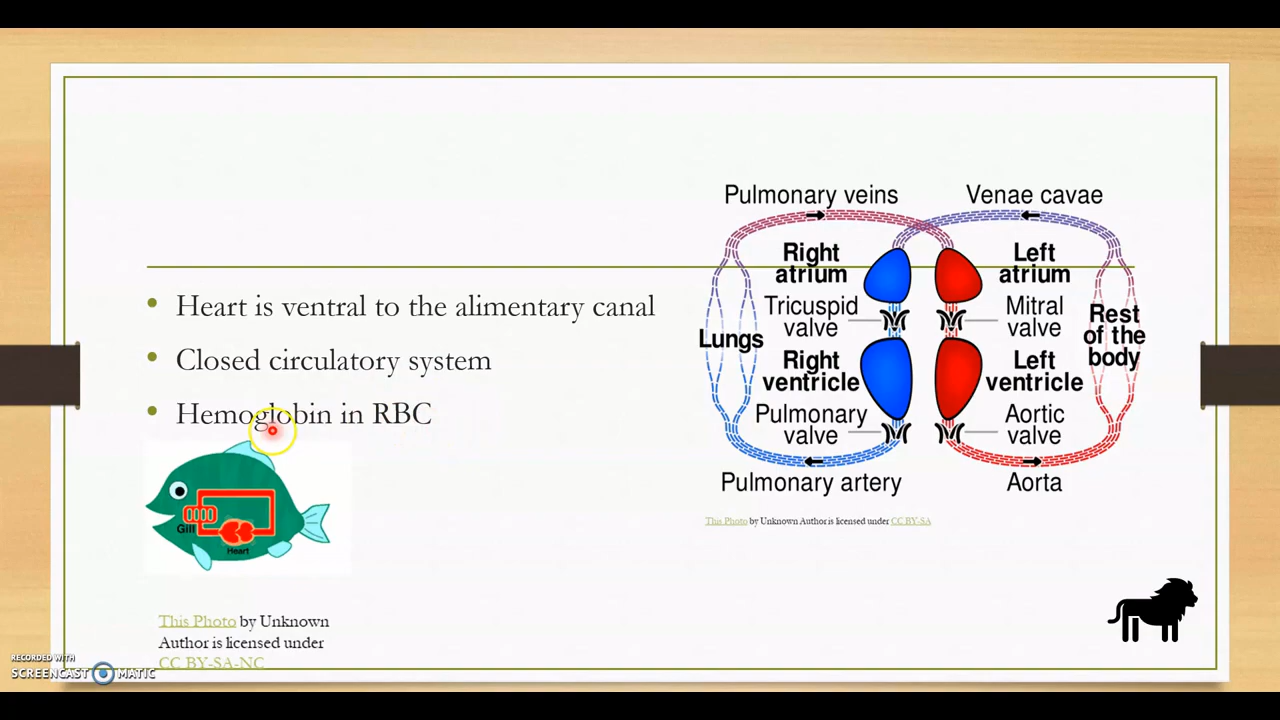 • Heart is ventral to the alimentary canal
• Closed circulatory system
• Hemoglobin in RBC
Gill
Heart
This Photo by Unknown
Author is licensed under
CC BY-SA-NC
Pulmonary veins
Venae cavae
Right
atrium
Left
atrium
Tricuspid
valve
Mitral
valve
Lungs
Rest
of the
body
Right
ventricle
Left
ventricle
Pulmonary
valve
Aortic
valve
Pulmonary artery
Aorta
This Photo by Unknown Author is licensed under CC BY-SA
RECORDED WITH
SCREENCAST MATIC